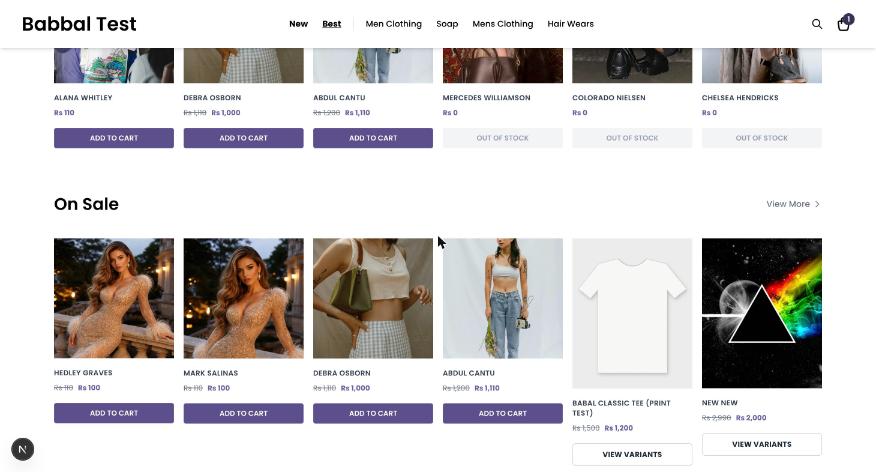 Babbal Test
New Best Men Clothing Soap Mens Clothing Hair Wears
1
ALANA WHITLEY DEBRA OSBORN ABDUL CANTU MERCEDES WILLIAMSON COLORADO NIELSEN CHELSEA HENDRICKS
Rs 110 Rs 1,110 Rs 1,000 Rs 1,200 Rs 1,110 Rs 0 Rs 0 Rs 0
ADD TO CART ADD TO CART ADD TO CART OUT OF STOCK OUT OF STOCK OUT OF STOCK
On Sale View More
HEDLEY GRAVES MARK SALINAS DEBRA OSBORN ABDUL CANTU
Rs 110 Rs 100 Rs 110 Rs 100 Rs 1,110 Rs 1,000 Rs 1,200 Rs 1,110
ADD TO CART ADD TO CART ADD TO CART ADD TO CART
BABAL CLASSIC TEE (PRINT
TEST)
Rs 1,500 Rs 1,200
VIEW VARIANTS
NEW NEW
Rs 2,990 Rs 2,000
VIEW VARIANTS
N